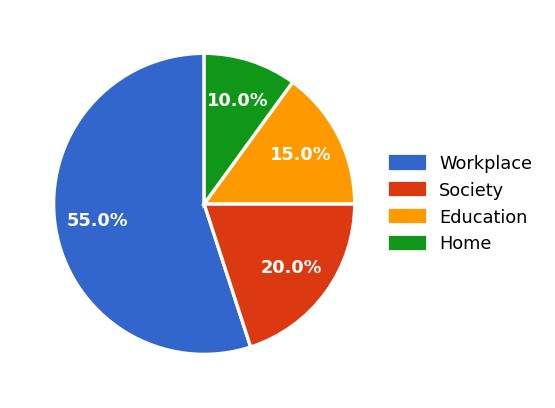 10.0%
15.0%
55.0%
20.0%
Workplace
Society
Education
Home